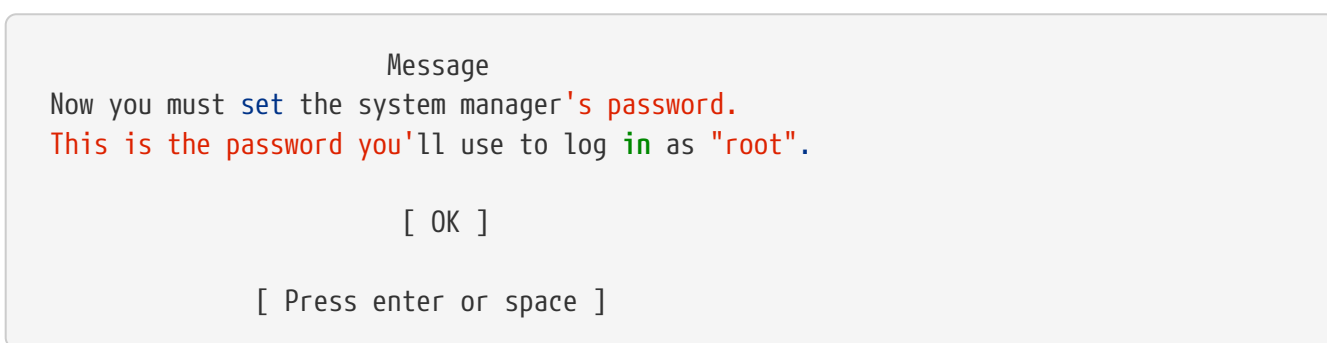 Message
Now you must set the system manager's password.
This is the password you'll use to log in as "root".
[ OK ]
[ Press enter or space ]